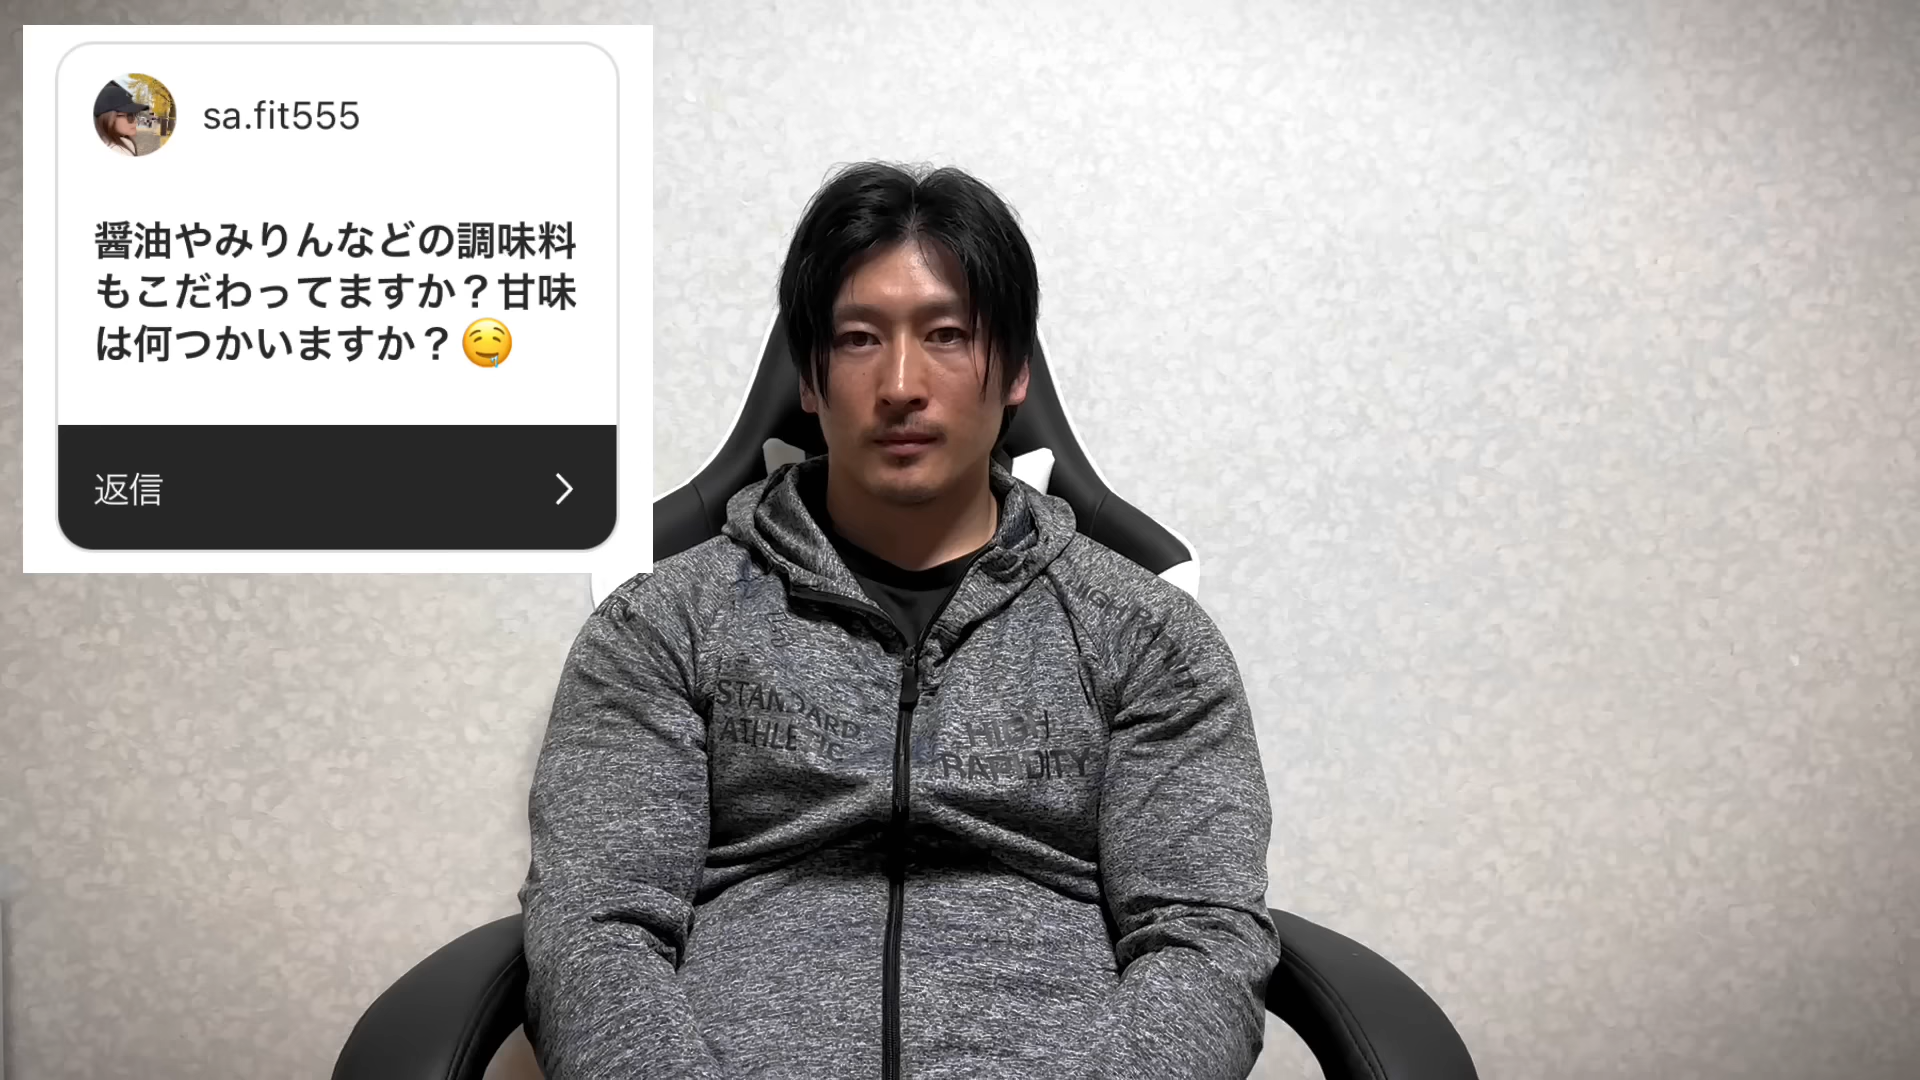 sa.fit555
醤油やみりんなどの調味料
もこだわってますか？甘味
は何つかいますか？🤤
返信
STANDARD
ATHLETIC
HIGH
RAPIDITY